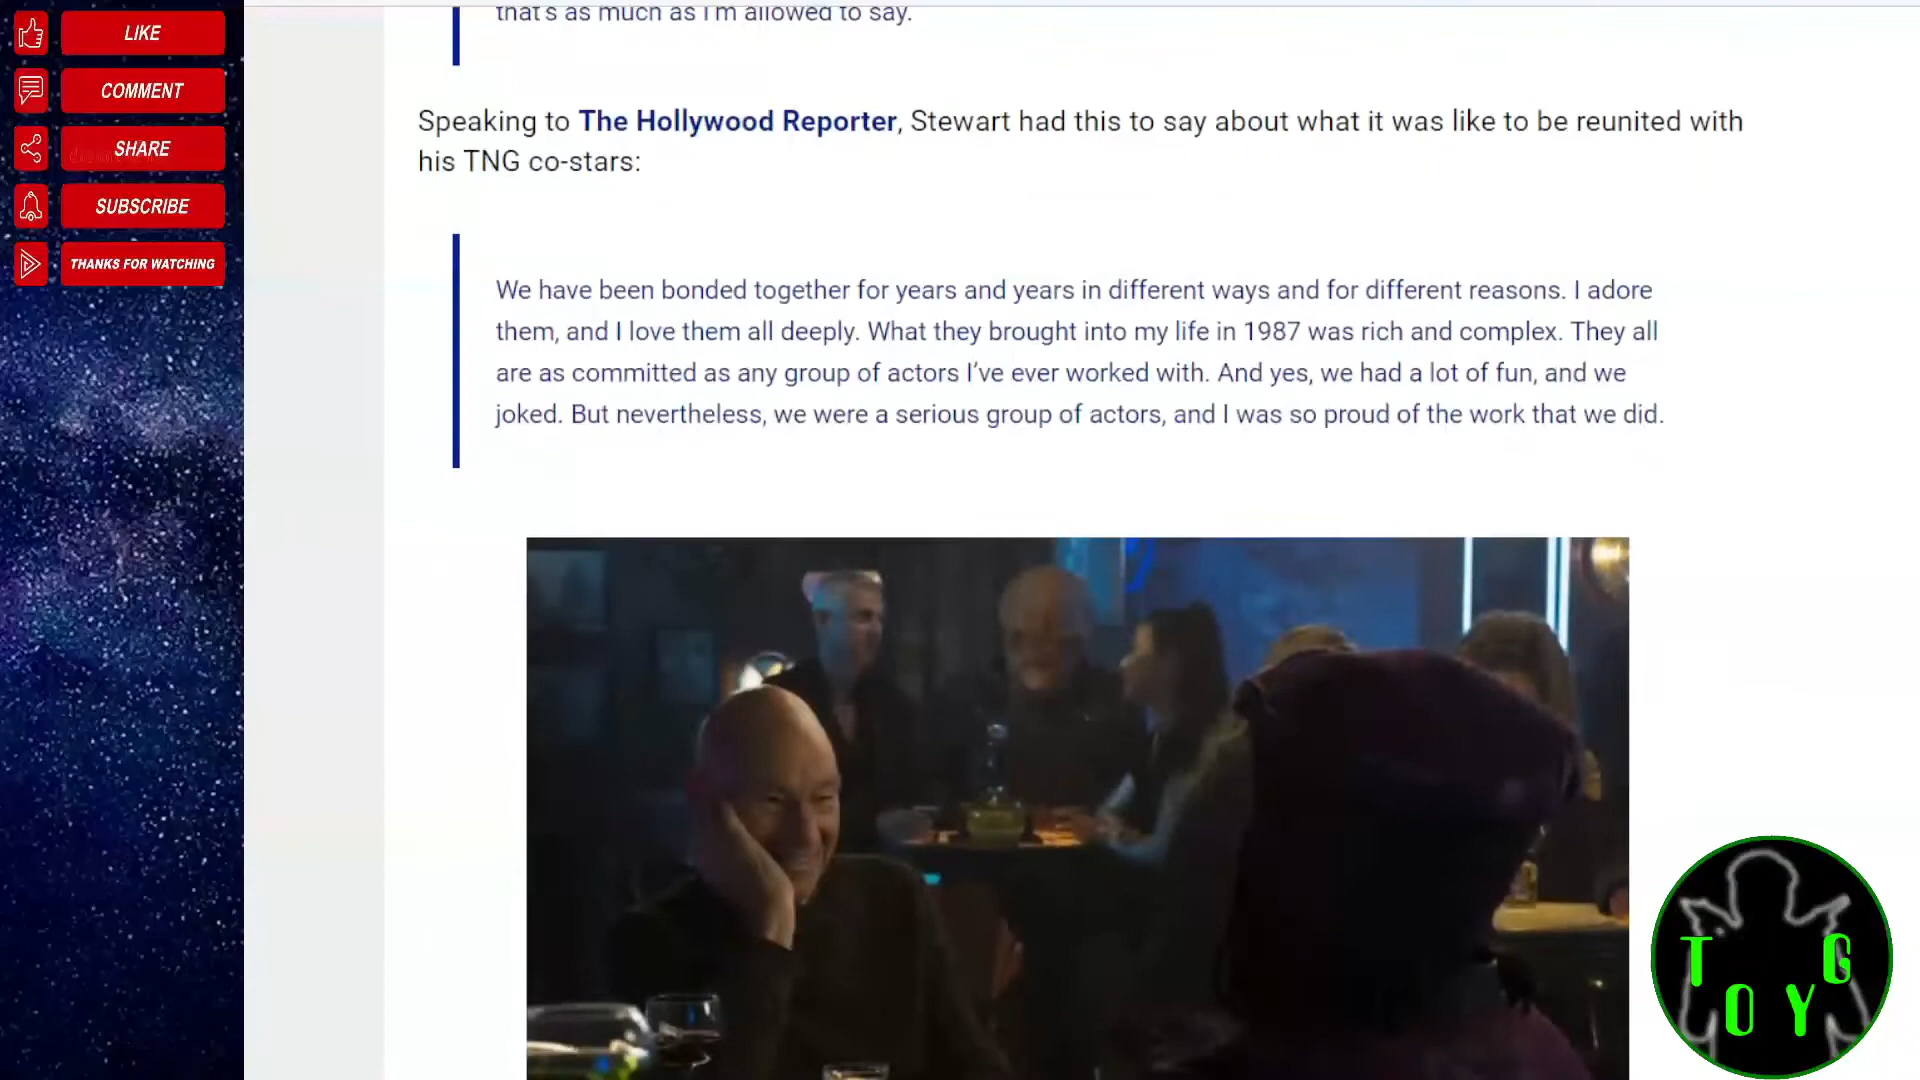 LIKE
COMMENT
SHARE
SUBSCRIBE
THANKS FOR WATCHING
that's as much as I'm allowed to say.
Speaking to The Hollywood Reporter, Stewart had this to say about what it was like to be reunited with
his TNG co-stars:
We have been bonded together for years and years in different ways and for different reasons. I adore
them, and I love them all deeply. What they brought into my life in 1987 was rich and complex. They all
are as committed as any group of actors I’ve ever worked with. And yes, we had a lot of fun, and we
joked. But nevertheless, we were a serious group of actors, and I was so proud of the work that we did.
T O Y G